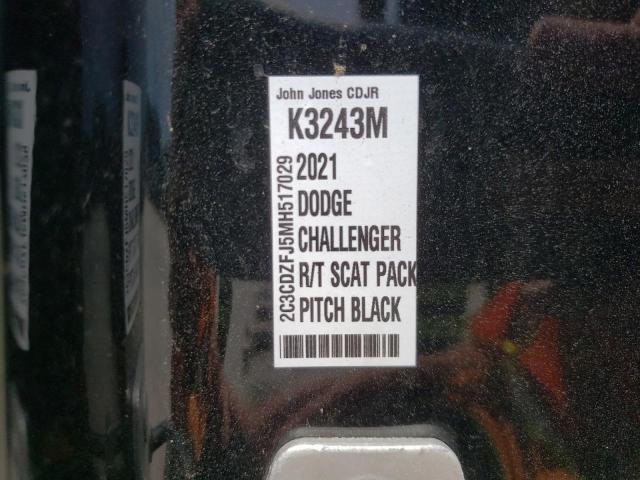 John Jones CDJR
K3243M
2C3CDZFJ5MH517029
2021
DODGE
CHALLENGER
R/T SCAT PACK
PITCH BLACK